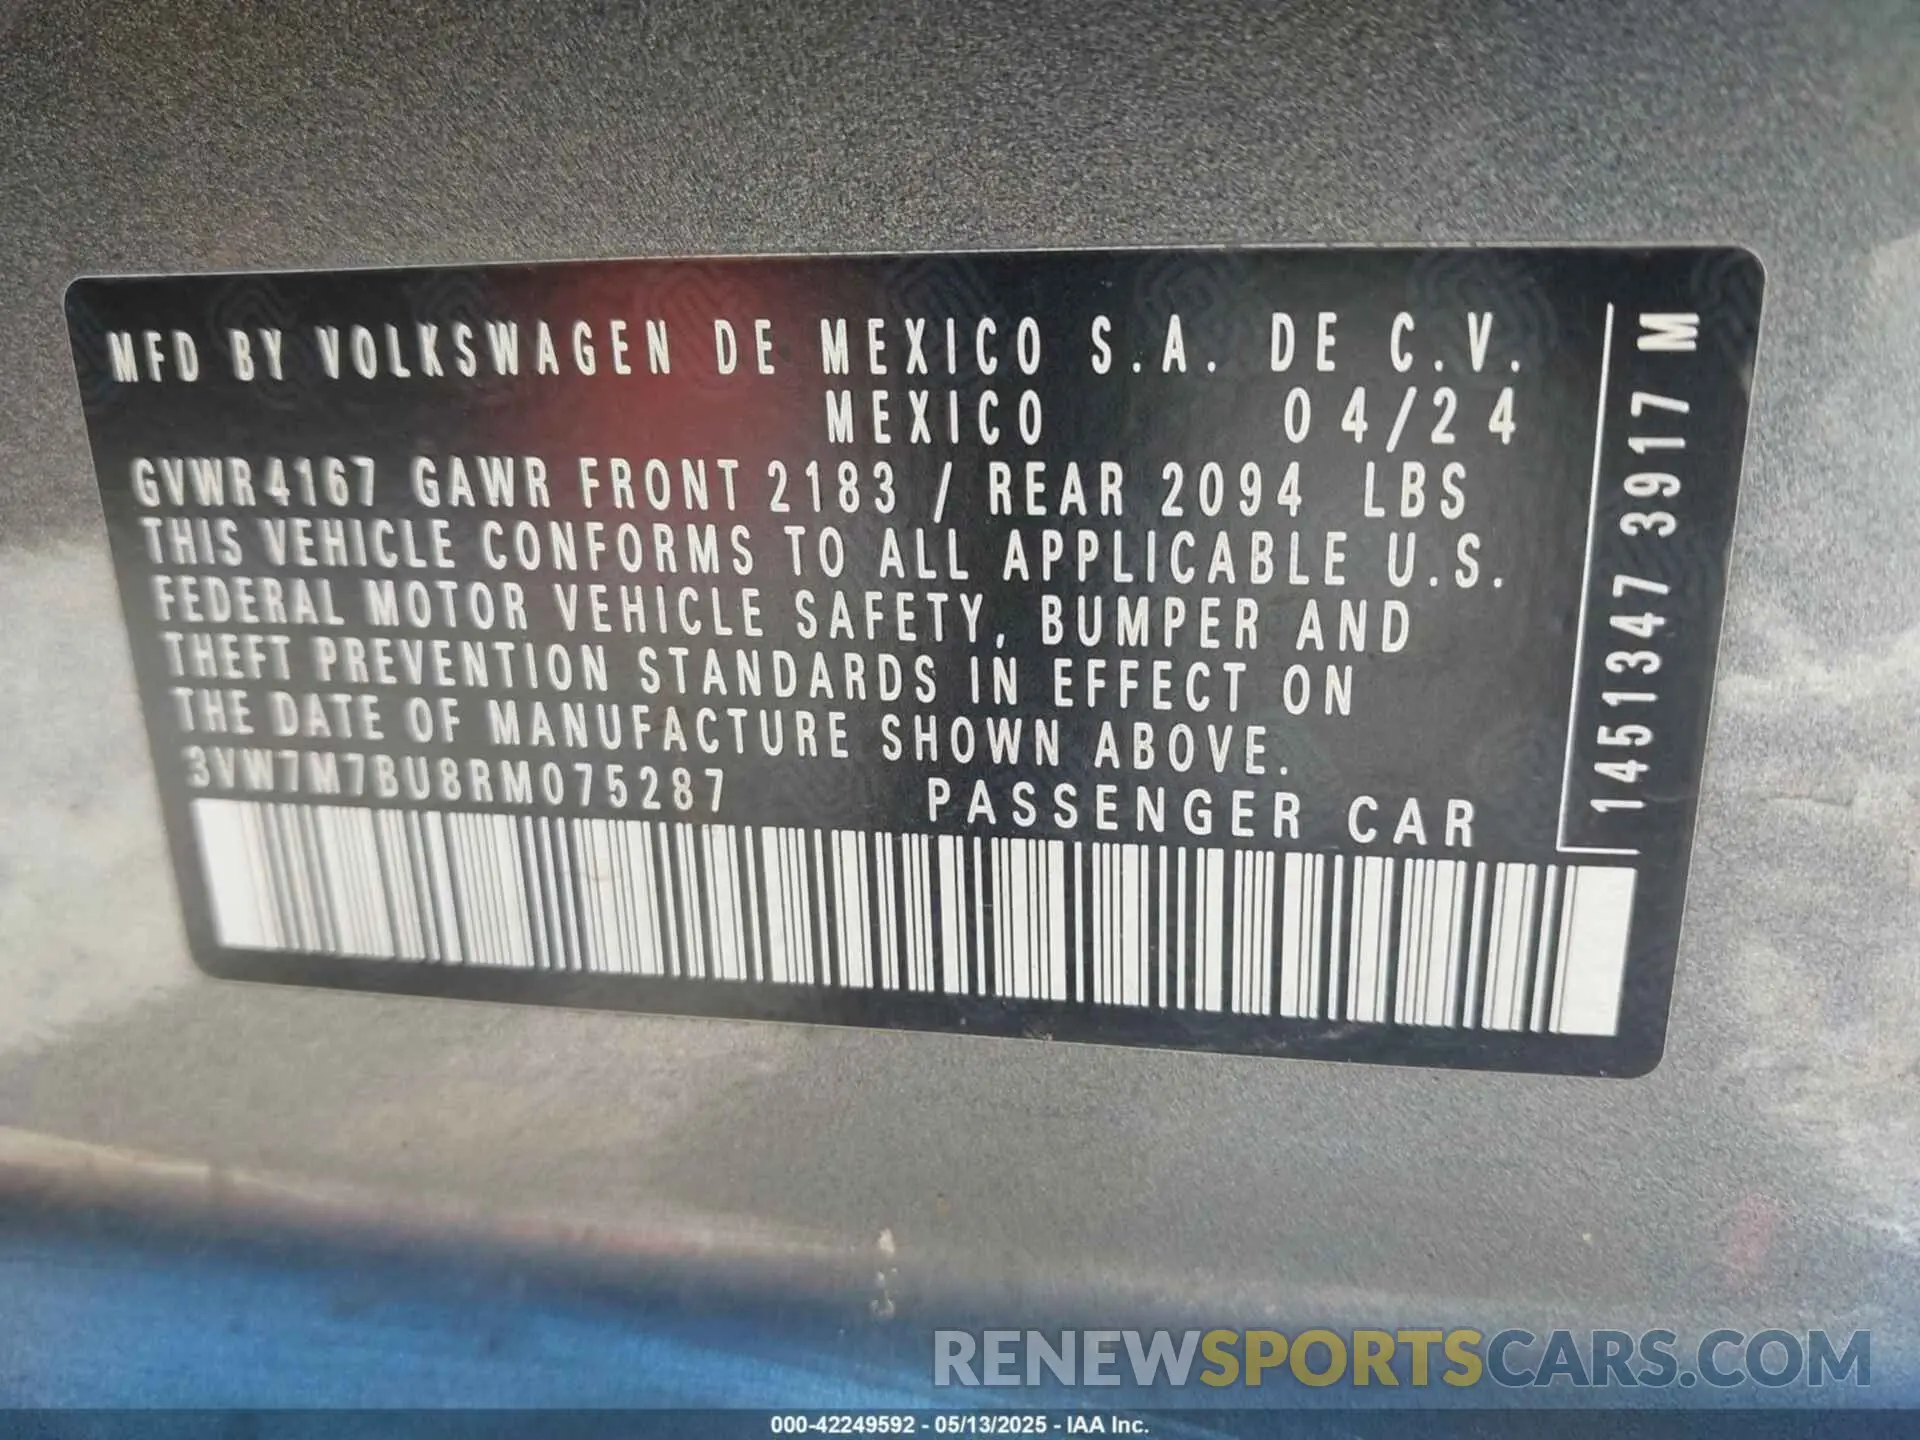 MFD BY VOLKSWAGEN DE MEXICO S.A. DE C.V.
MEXICO 04/24
GVWR 4167 GAWR FRONT 2183 / REAR 2094 LBS
THIS VEHICLE CONFORMS TO ALL APPLICABLE U.S.
FEDERAL MOTOR VEHICLE SAFETY, BUMPER AND
THEFT PREVENTION STANDARDS IN EFFECT ON
THE DATE OF MANUFACTURE SHOWN ABOVE.
3VW7M7BU8RM075287 PASSENGER CAR
1451347 3917 M
RENEWSPORTSCARS.COM
000-42249592 - 05/13/2025 - IAA Inc.